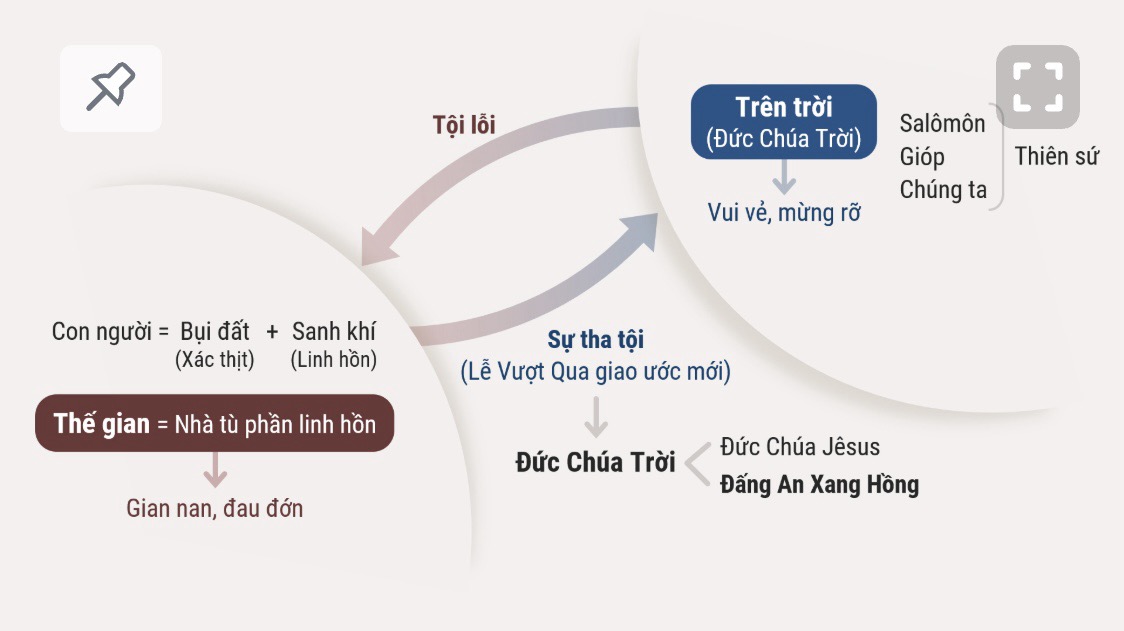 Tội lỗi
Trên trời
(Đức Chúa Trời)
Vui vẻ, mừng rỡ
Salômôn
Gióp
Chúng ta
Thiên sứ
Con người = Bụi đất + Sanh khí
(Xác thịt) (Linh hồn)
Thế gian = Nhà tù phần linh hồn
Gian nan, đau đớn
Sự tha tội
(Lễ Vượt Qua giao ước mới)
Đức Chúa Trời
Đức Chúa Jêsus
Đấng An Xang Hồng